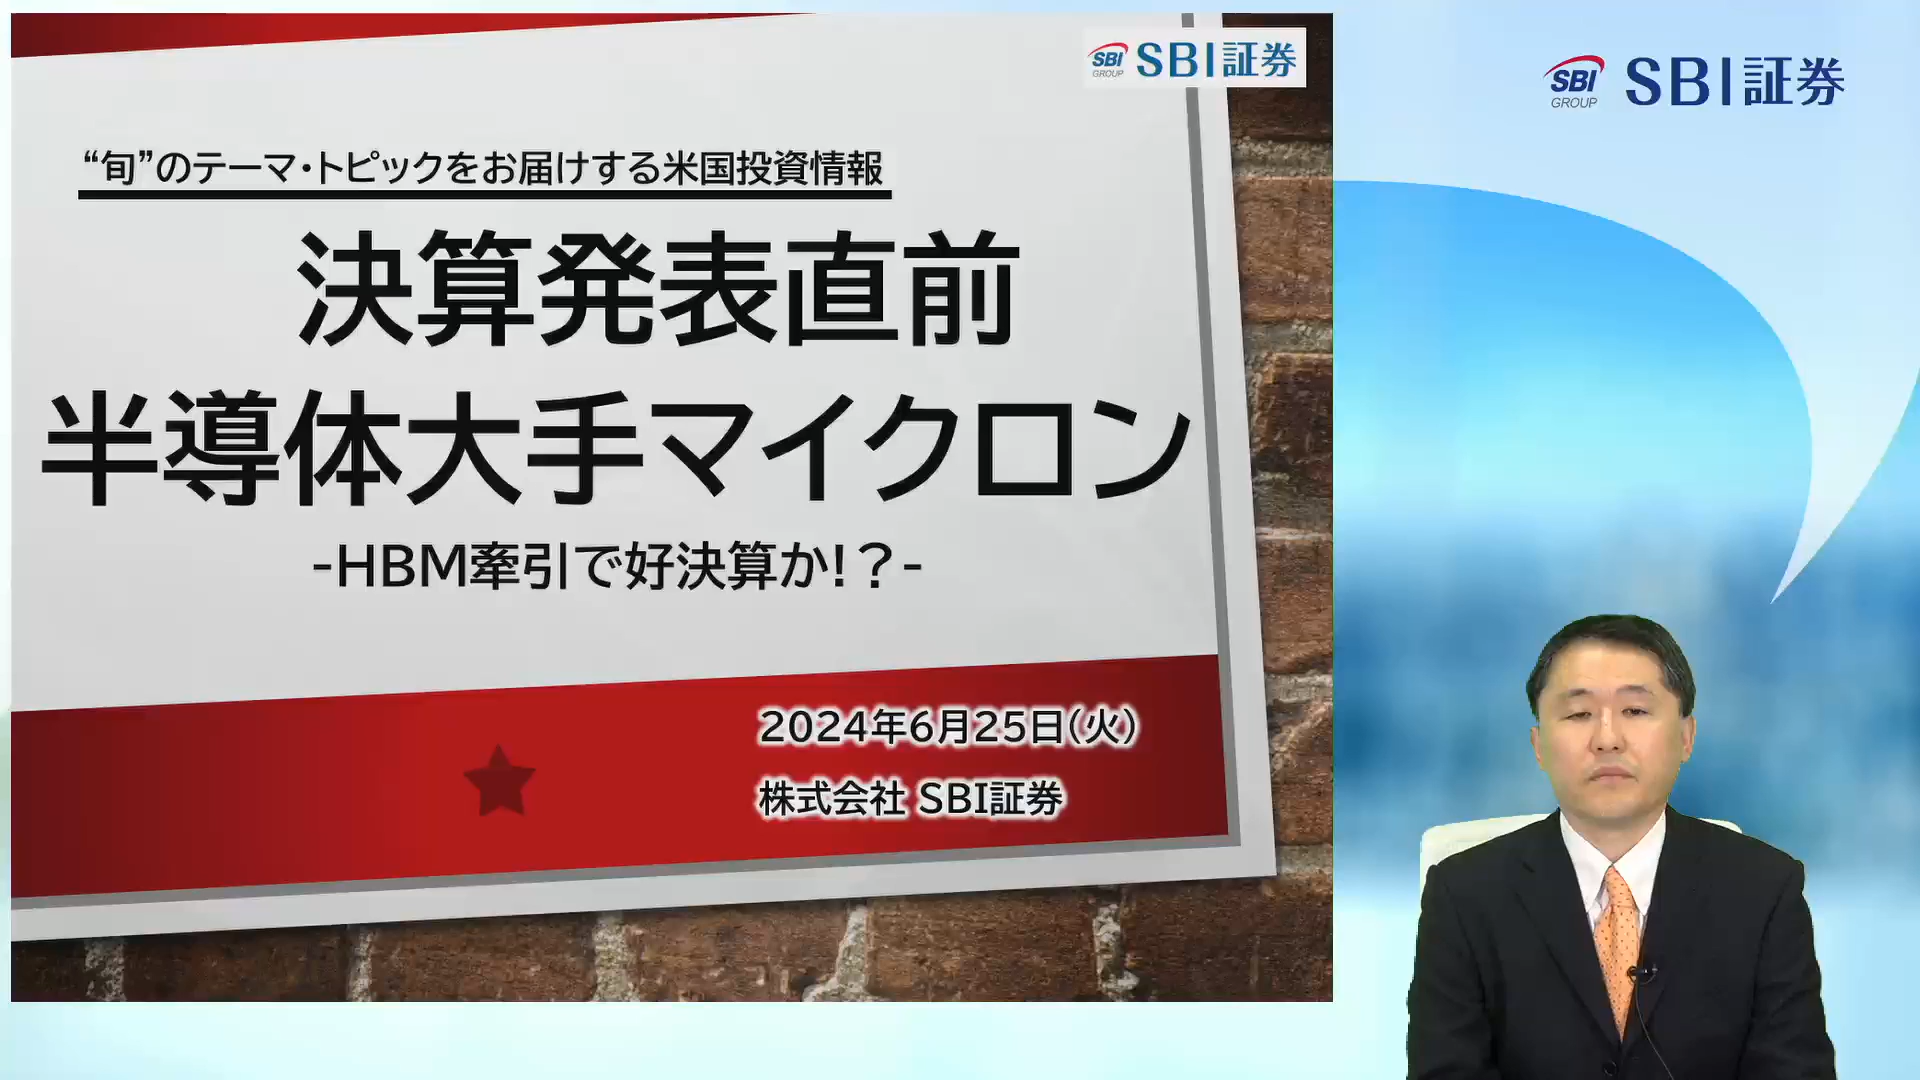 SBI GROUP SBI証券
“旬”のテーマ・トピックをお届けする米国投資情報
決算発表直前
半導体大手マイクロン
-HBM牽引で好決算か!？-
2024年6月25日(火)
株式会社 SBI証券
SBI GROUP SBI証券